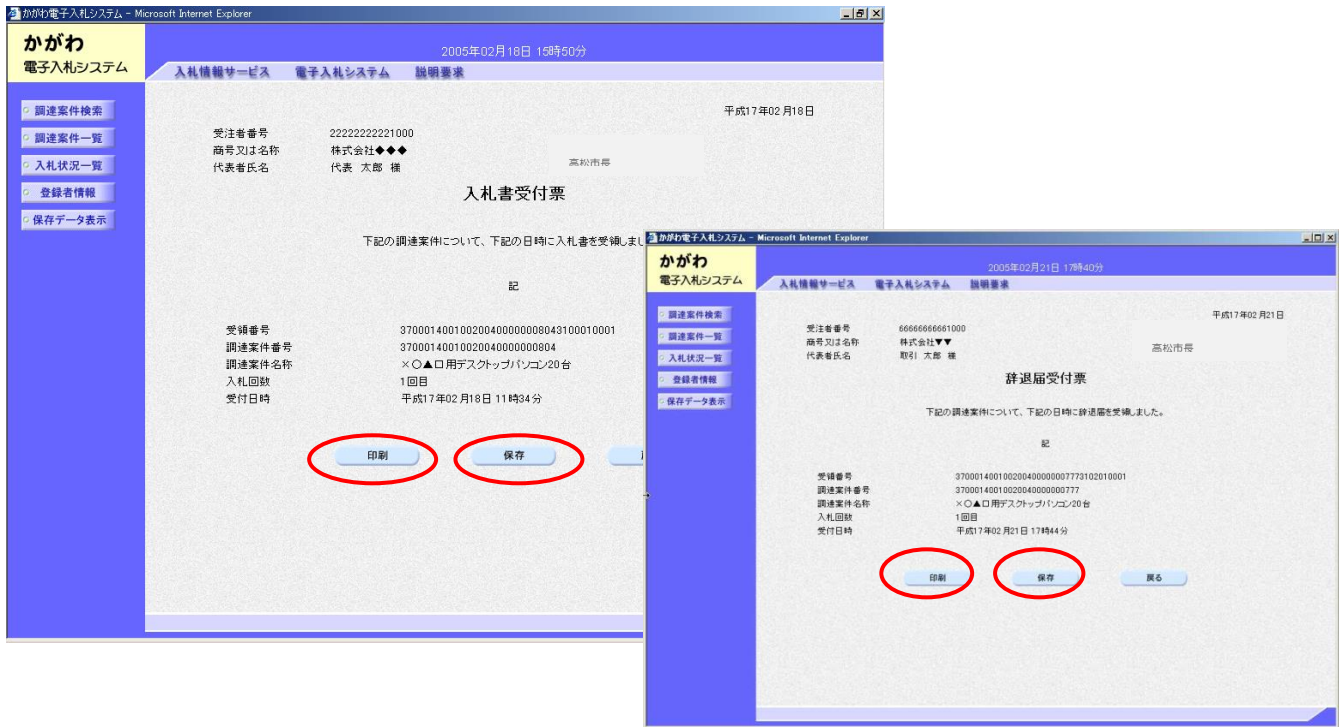 かがわ電子入札システム - Microsoft Internet Explorer
かがわ
電子入札システム
2005年02月18日 15時50分
入札情報サービス 電子入札システム 説明要求
調達案件検索
調達案件一覧
入札状況一覧
登録者情報
保存データ表示
平成17年02月18日
受注者番号 22222222221000
商号又は名称 株式会社◆◆◆
代表者氏名 代表 太郎 様
高松市長
入札書受付票
下記の調達案件について、下記の日時に入札書を受領しまし
記
受領番号 370001400100200400000008043100010001
調達案件番号 370001400100200400000000804
調達案件名称 ×○▲口用デスクトップパソコン20台
入札回数 1回目
受付日時 平成17年02月18日 11時34分
印刷 保存
かがわ電子入札システム - Microsoft Internet Explorer
かがわ
電子入札システム
2005年02月21日 17時40分
入札情報サービス 電子入札システム 説明要求
調達案件検索
調達案件一覧
入札状況一覧
登録者情報
保存データ表示
平成17年02月21日
受注者番号 66666666661000
商号又は名称 株式会社▼▼
代表者氏名 取引 太郎 様
高松市長
辞退届受付票
下記の調達案件について、下記の日時に辞退届を受領しました。
記
受領番号 370001400100200400000007773102010001
調達案件番号 370001400100200400000000777
調達案件名称 ×○▲口用デスクトップパソコン20台
入札回数 1回目
受付日時 平成17年02月21日 17時44分
印刷 保存 戻る